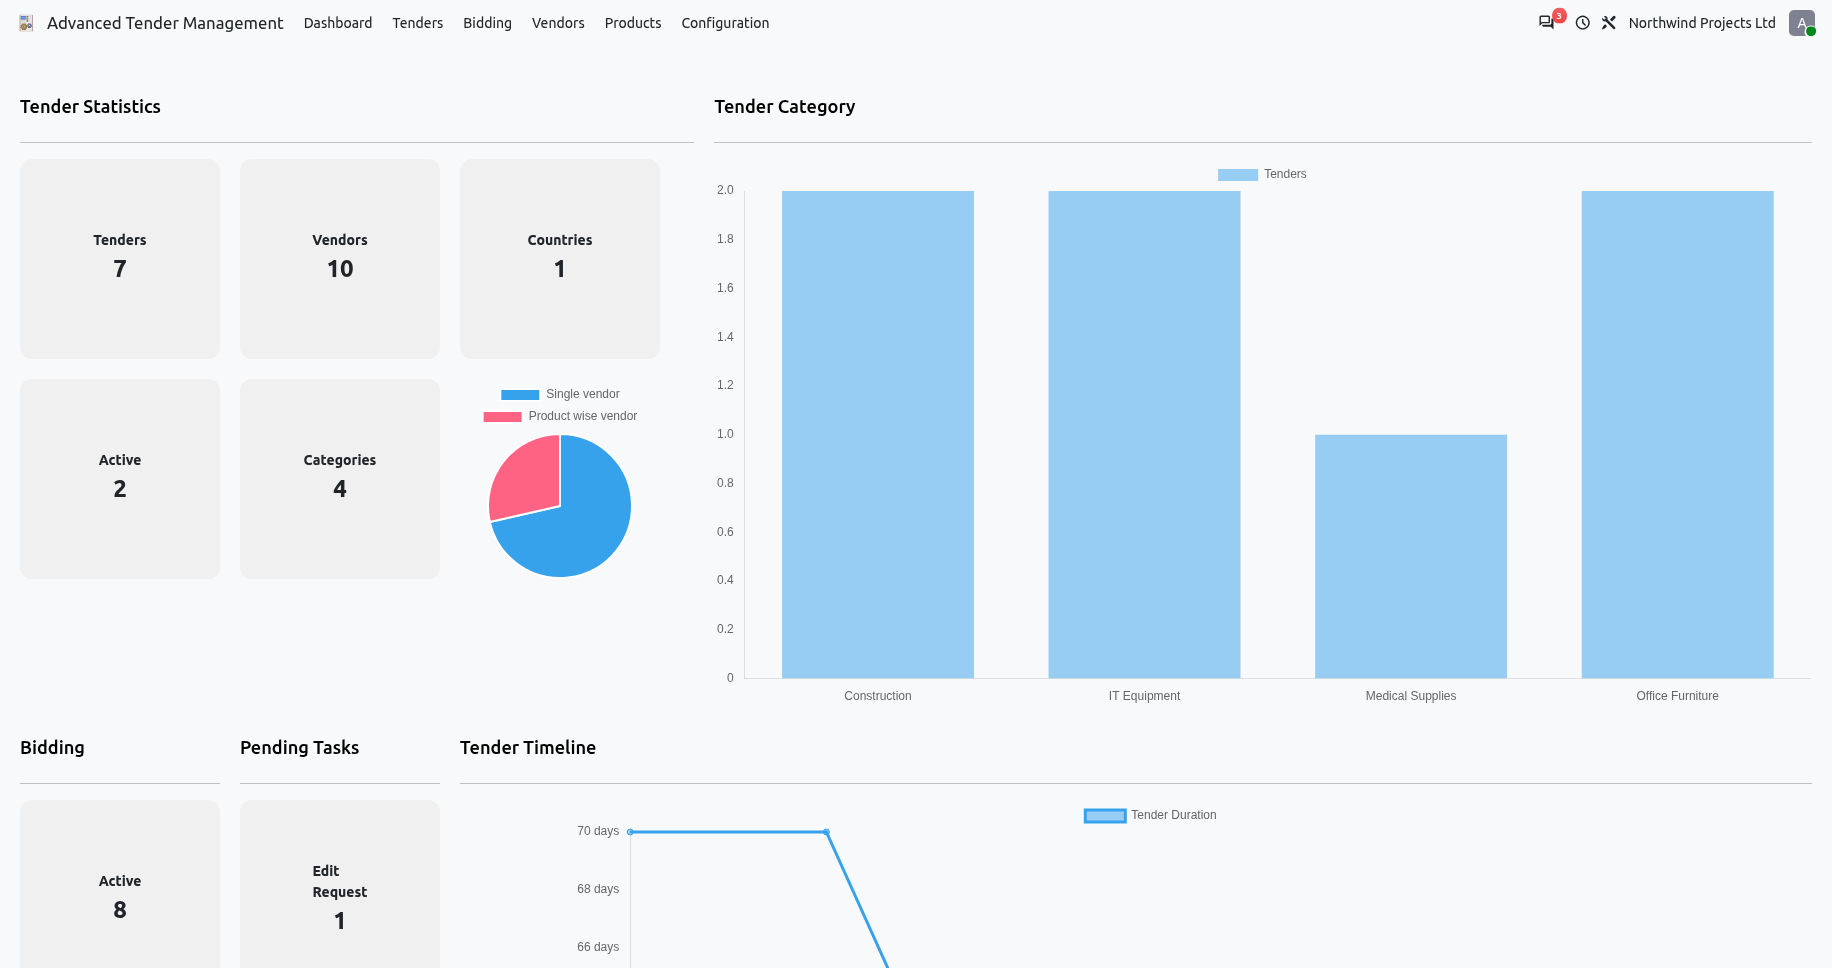 Advanced Tender Management Dashboard Tenders Bidding Vendors Products Configuration 3 Northwind Projects Ltd A
Tender Statistics
Tenders
7
Vendors
10
Countries
1
Active
2
Categories
4
Single vendor
Product wise vendor
Tender Category
Tenders
2.0
1.8
1.6
1.4
1.2
1.0
0.8
0.6
0.4
0.2
0
Construction IT Equipment Medical Supplies Office Furniture
Bidding
Active
8
Pending Tasks
Edit
Request
1
Tender Timeline
Tender Duration
70 days
68 days
66 days